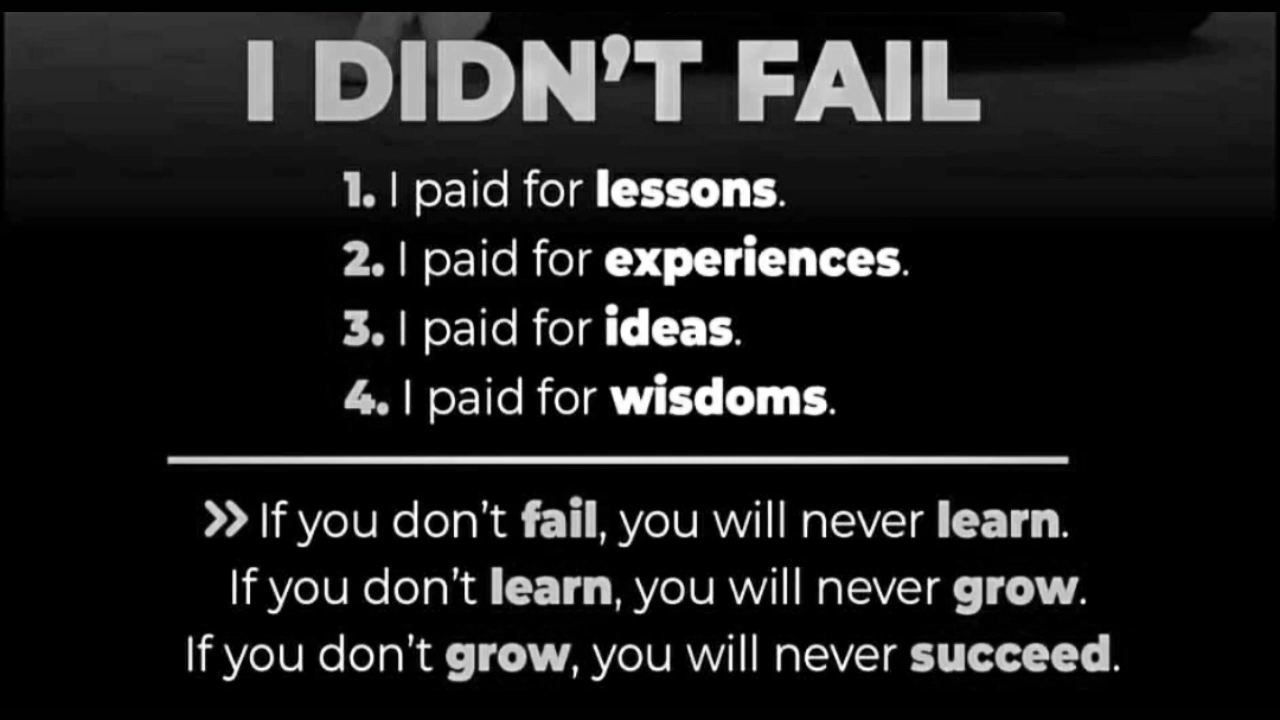 I DIDN'T FAIL
1. I paid for lessons.
2. I paid for experiences.
3. I paid for ideas.
4. I paid for wisdoms.
» If you don't fail, you will never learn.
If you don't learn, you will never grow.
If you don't grow, you will never succeed.